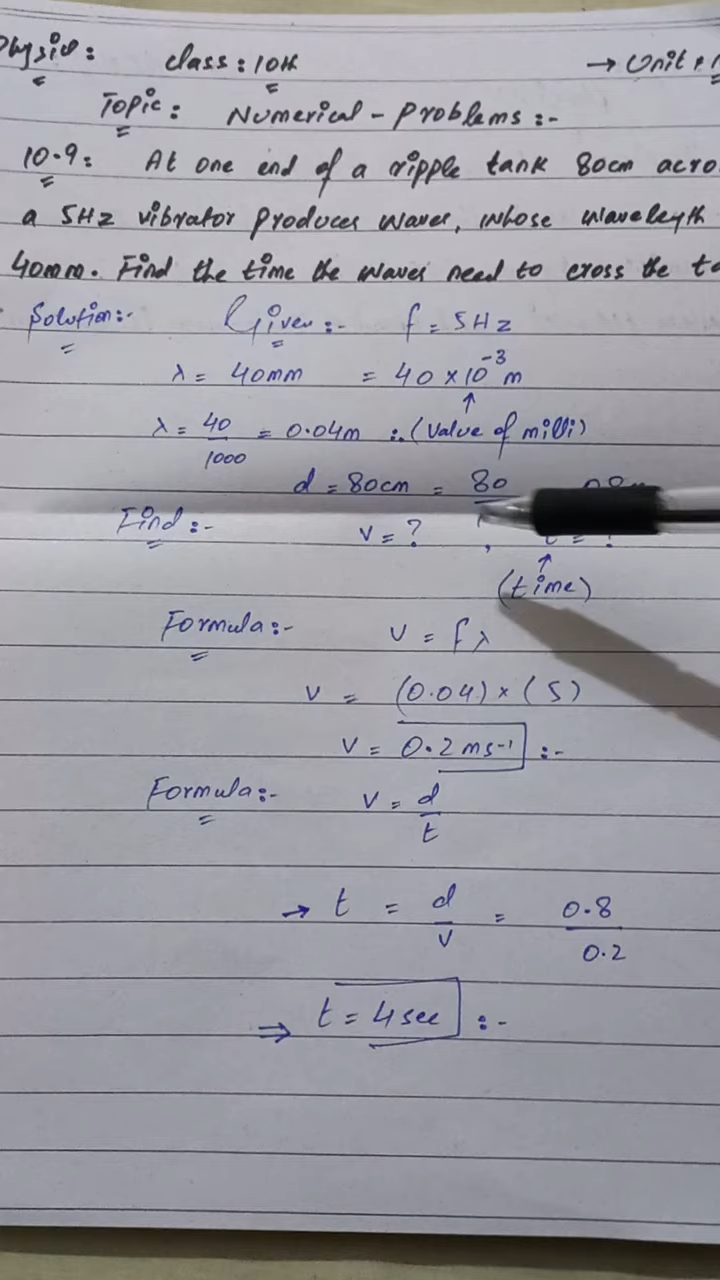 Physics:
class: 10th
→ Unit
Topic: Numerical - Problems :-
10.9: At one end of a ripple tank 80cm acro
a 5Hz vibrator produces waves, whose wavelegth
40mm. Find the time the waves need to cross the ta
Solution:- Given:- f = 5Hz
λ = 40mm = 40 × 10⁻³ m
↑
λ = 40/1000 = 0.04m ∴ (Value of milli)
d = 80cm = 80
Find:- v = ? ,
↑
(time)
Formula:- v = fλ
v = (0.04) × (5)
v = 0.2 ms⁻¹ :-
Formula:- v = d/t
→ t = d/v = 0.8/0.2
⇒ t = 4 sec :-